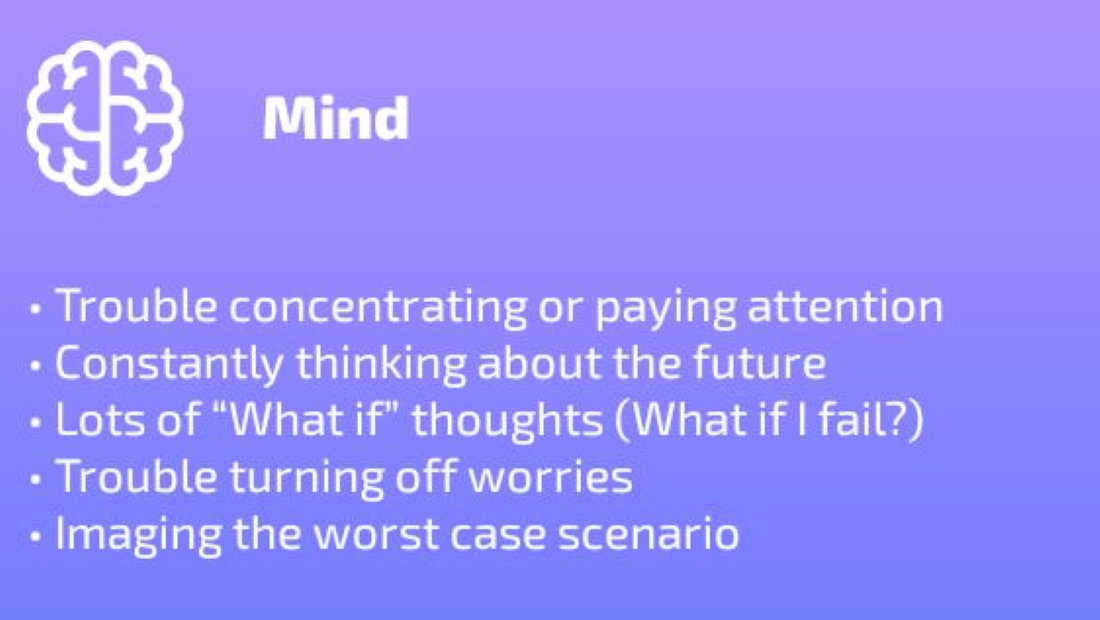 Mind
• Trouble concentrating or paying attention
• Constantly thinking about the future
• Lots of “What if” thoughts (What if I fail?)
• Trouble turning off worries
• Imaging the worst case scenario